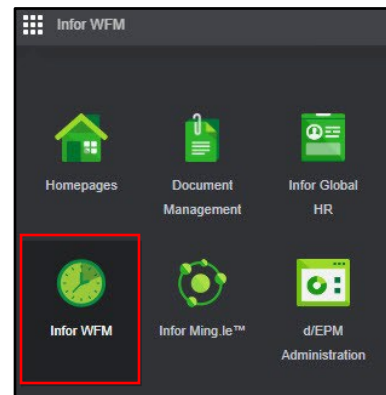 Infor WFM
Homepages
Document
Management
Infor Global
HR
Infor WFM
Infor Ming.le™
d/EPM
Administration